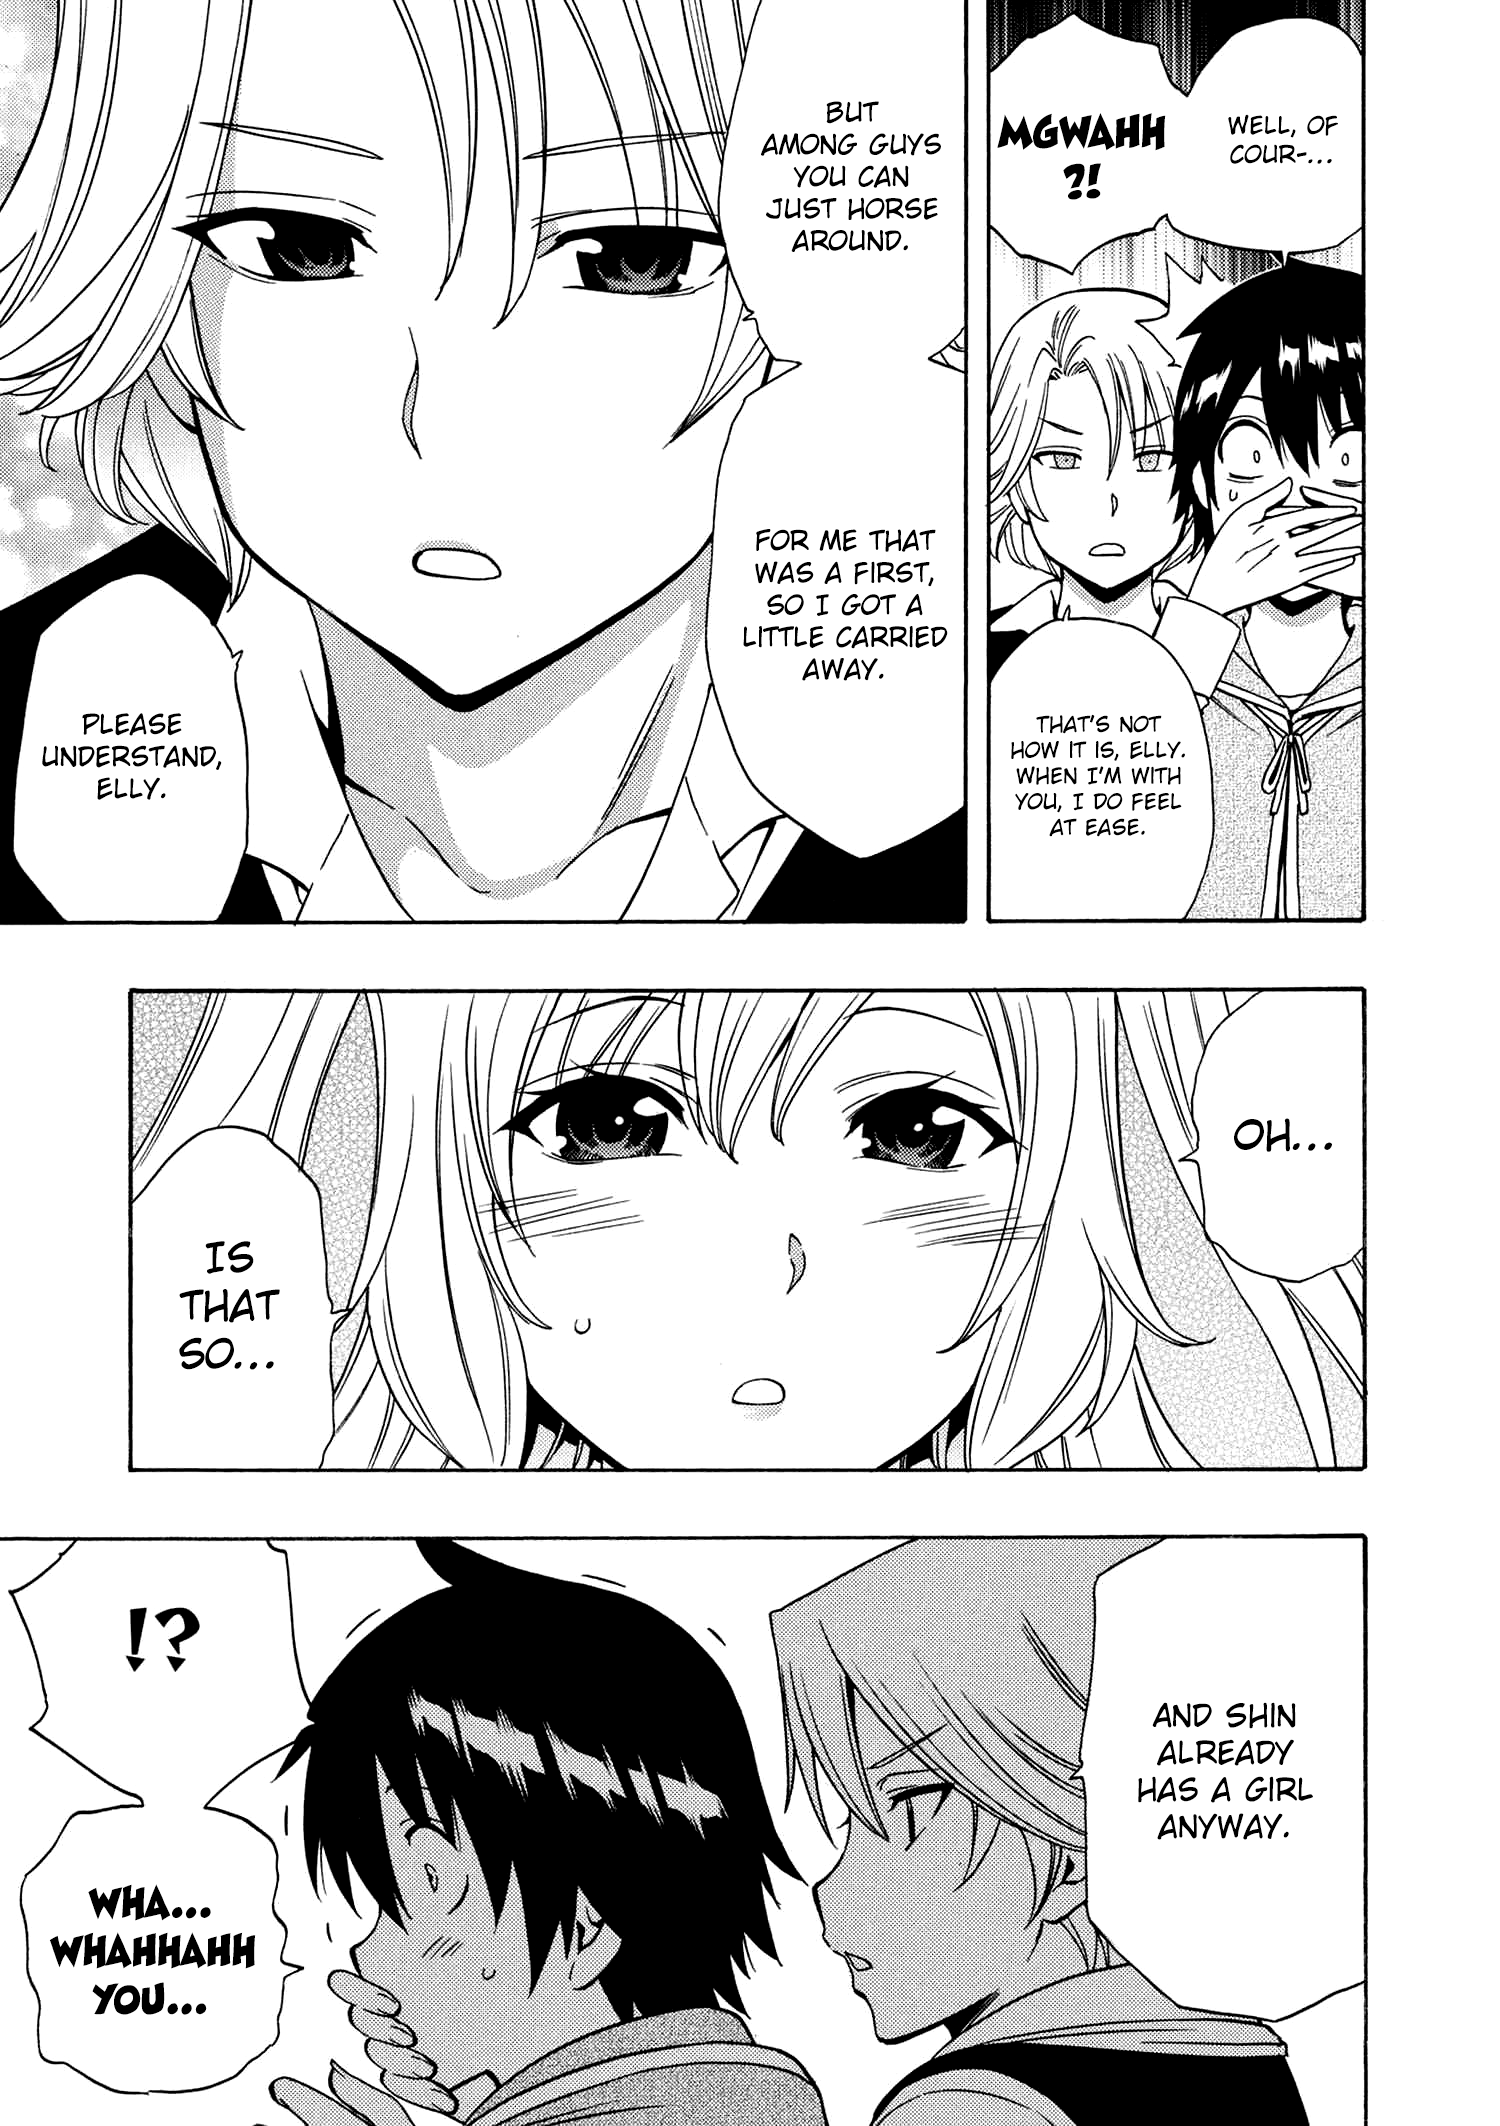 WELL, OF
COUR-...
MGWAHH
?!
THAT'S NOT
HOW IT IS, ELLY.
WHEN I'M WITH
YOU, I DO FEEL
AT EASE.
BUT
AMONG GUYS
YOU CAN
JUST HORSE
AROUND.
FOR ME THAT
WAS A FIRST,
SO I GOT A
LITTLE CARRIED
AWAY.
PLEASE
UNDERSTAND,
ELLY.
OH...
IS
THAT
SO...
AND SHIN
ALREADY
HAS A GIRL
ANYWAY.
!?
WHA...
WHAHHAHH
YOU...